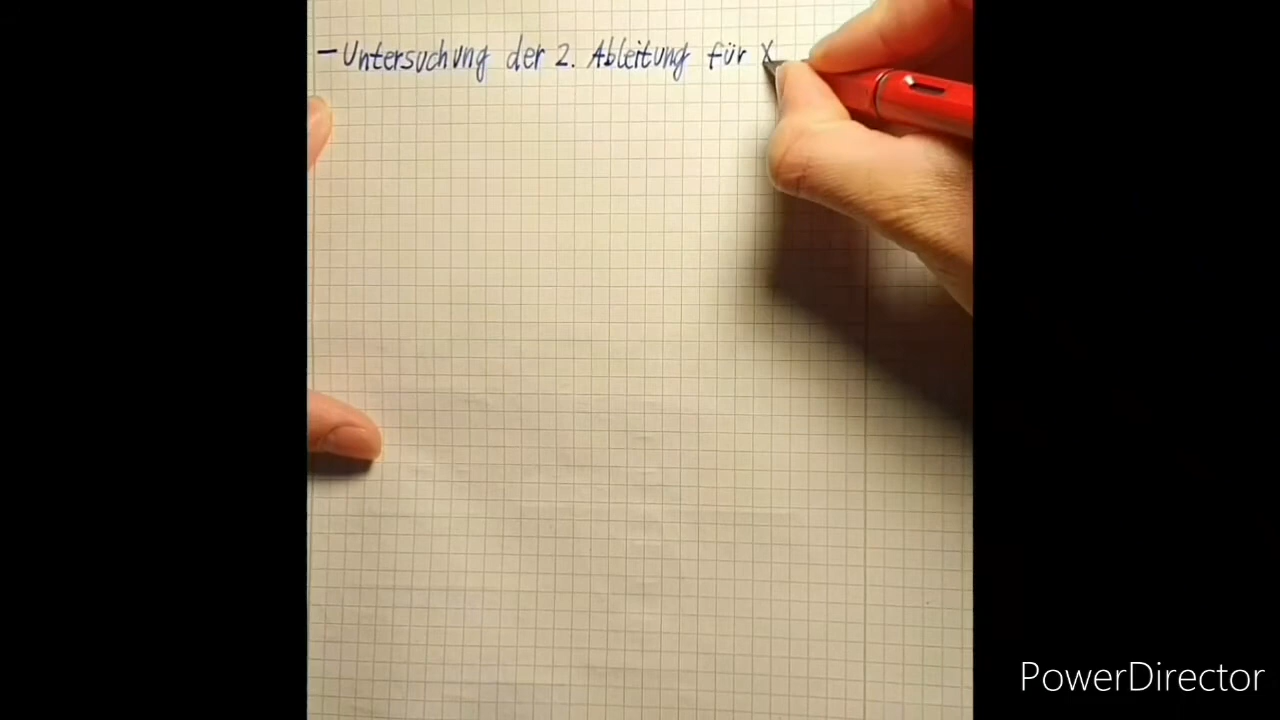 - Untersuchung der 2. Ableitung für x
PowerDirector